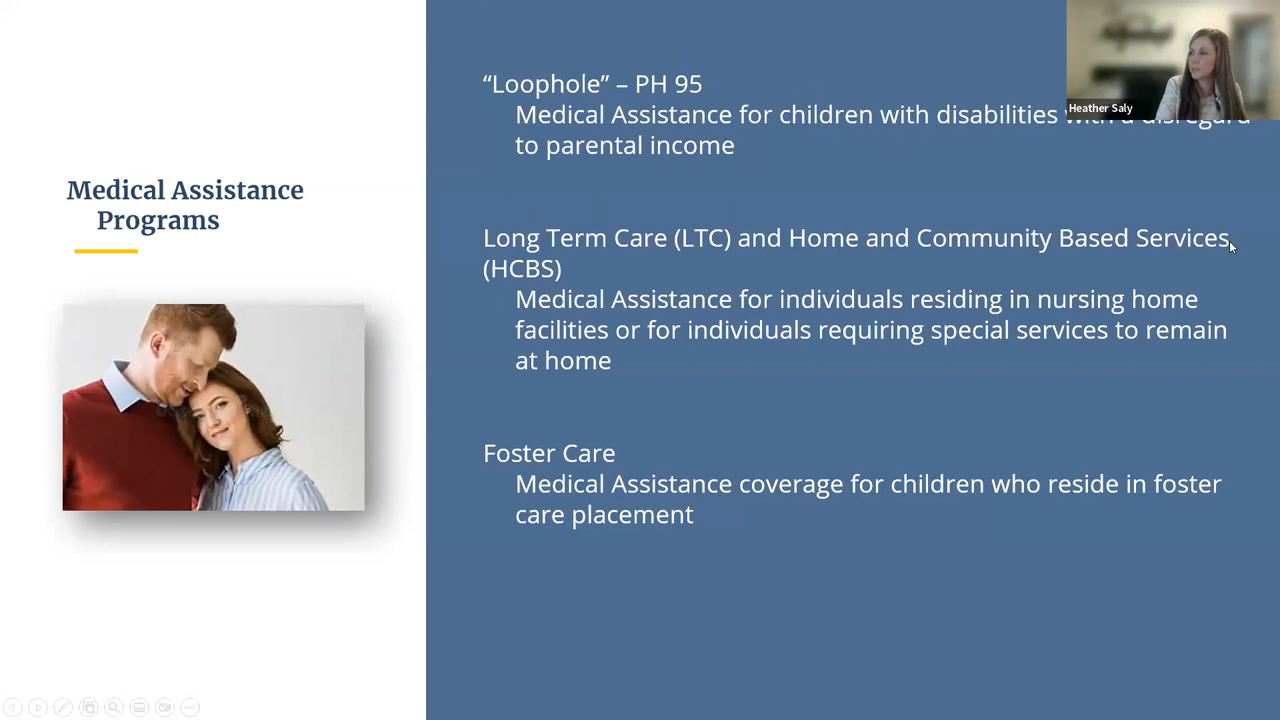 Medical Assistance
Programs
“Loophole” – PH 95
Medical Assistance for children with disabilities with a disregard
to parental income
Long Term Care (LTC) and Home and Community Based Services
(HCBS)
Medical Assistance for individuals residing in nursing home
facilities or for individuals requiring special services to remain
at home
Foster Care
Medical Assistance coverage for children who reside in foster
care placement
Heather Saly